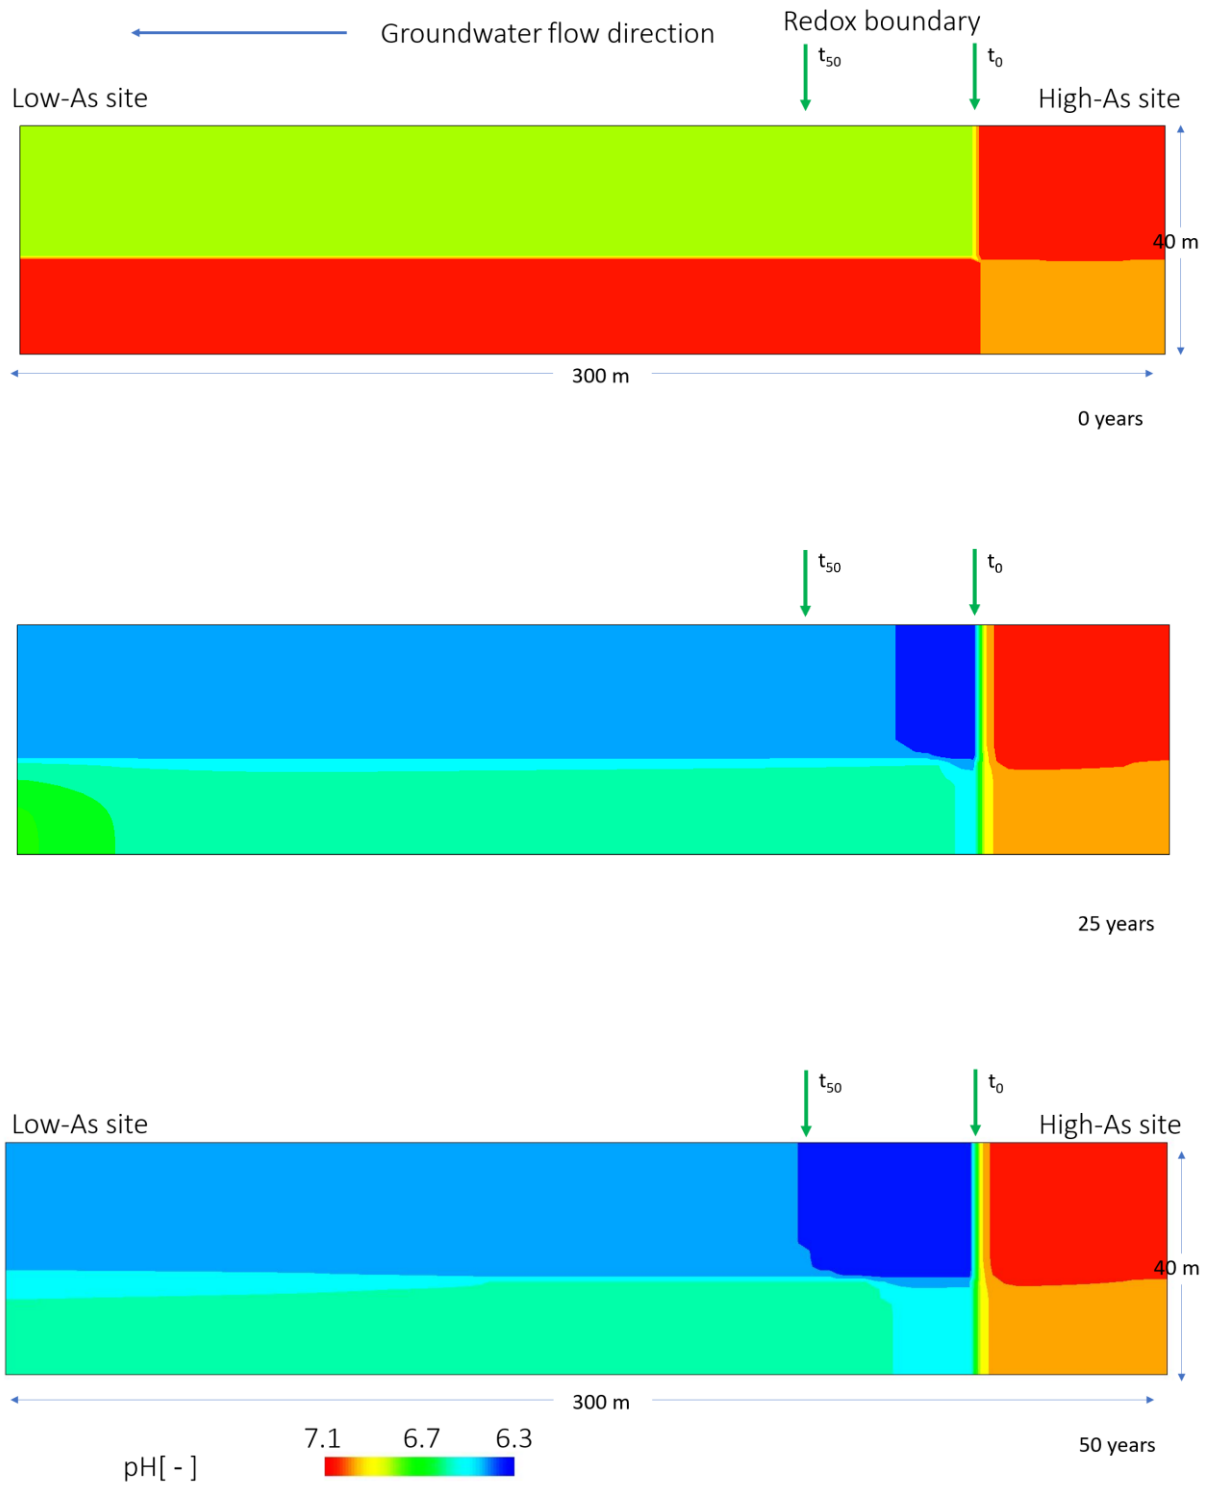 Groundwater flow direction
Redox boundary
t50
t0
Low-As site
High-As site
40 m
300 m
0 years
t50
t0
25 years
t50
t0
Low-As site
High-As site
40 m
300 m
7.1 6.7 6.3
50 years
pH[ - ]